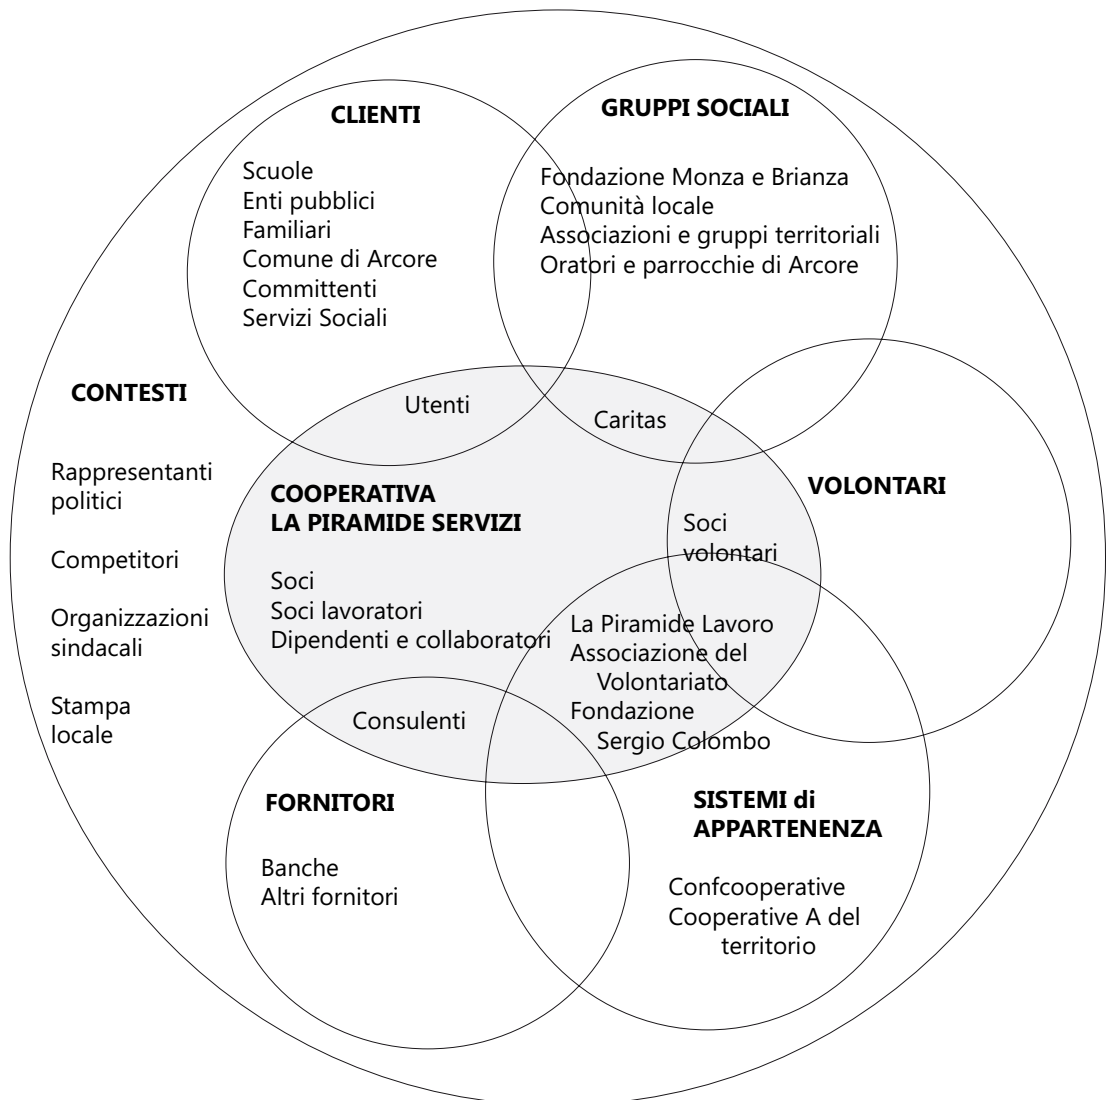 CLIENTI
Scuole
Enti pubblici
Familiari
Comune di Arcore
Committenti
Servizi Sociali
GRUPPI SOCIALI
Fondazione Monza e Brianza
Comunità locale
Associazioni e gruppi territoriali
Oratori e parrocchie di Arcore
CONTESTI
Rappresentanti
politici
Competitori
Organizzazioni
sindacali
Stampa
locale
Utenti
Caritas
COOPERATIVA
LA PIRAMIDE SERVIZI
Soci
Soci lavoratori
Dipendenti e collaboratori
VOLONTARI
Soci
volontari
La Piramide Lavoro
Associazione del
Volontariato
Fondazione
Sergio Colombo
Consulenti
FORNITORI
Banche
Altri fornitori
SISTEMI di
APPARTENENZA
Confcooperative
Cooperative A del
territorio